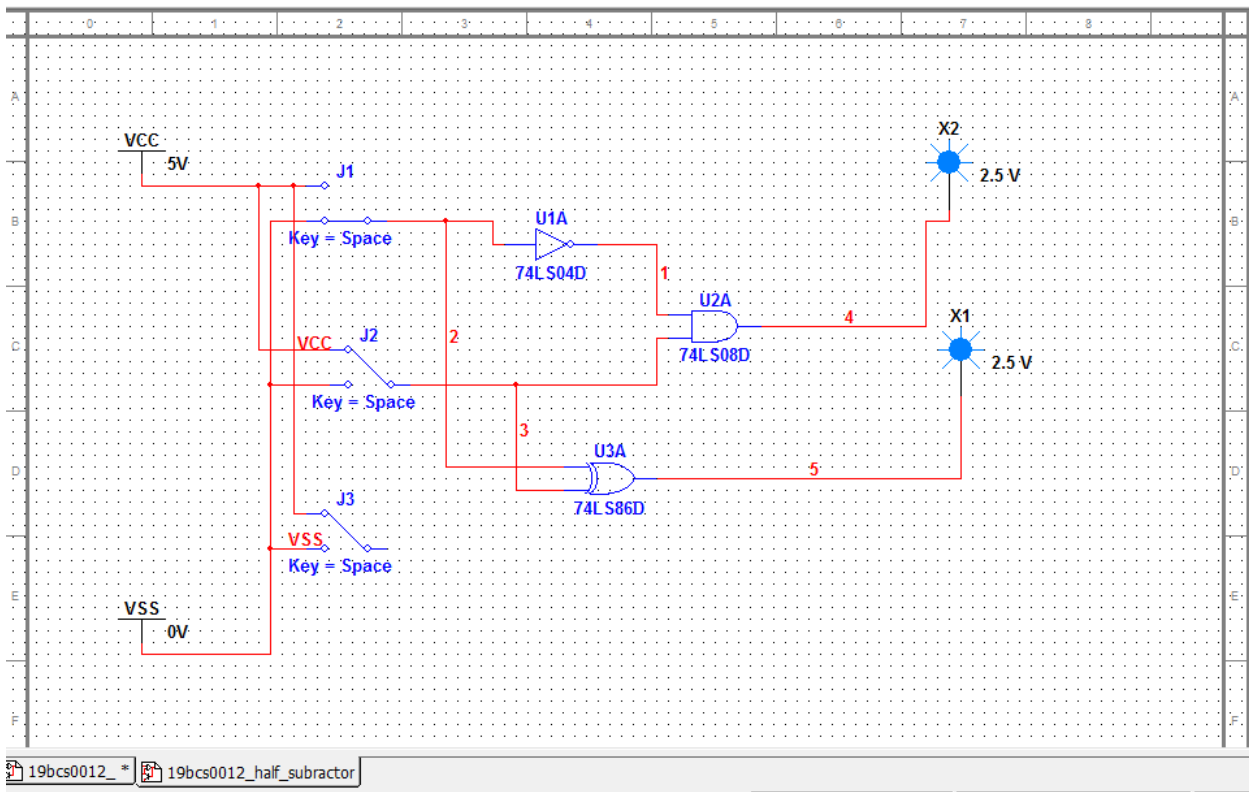 0 1 2 3 4 5 6 7 8
A A
X2
VCC
5V
J1
2.5 V
B B
U1A
Key = Space
74LS04D
1
U2A
4
X1
J2
2
VCC
C C
74LS08D
2.5 V
Key = Space
3
U3A
5
D D
J3
74LS86D
VSS
Key = Space
E E
VSS
0V
F F
19bcs0012_ * 19bcs0012_half_subractor